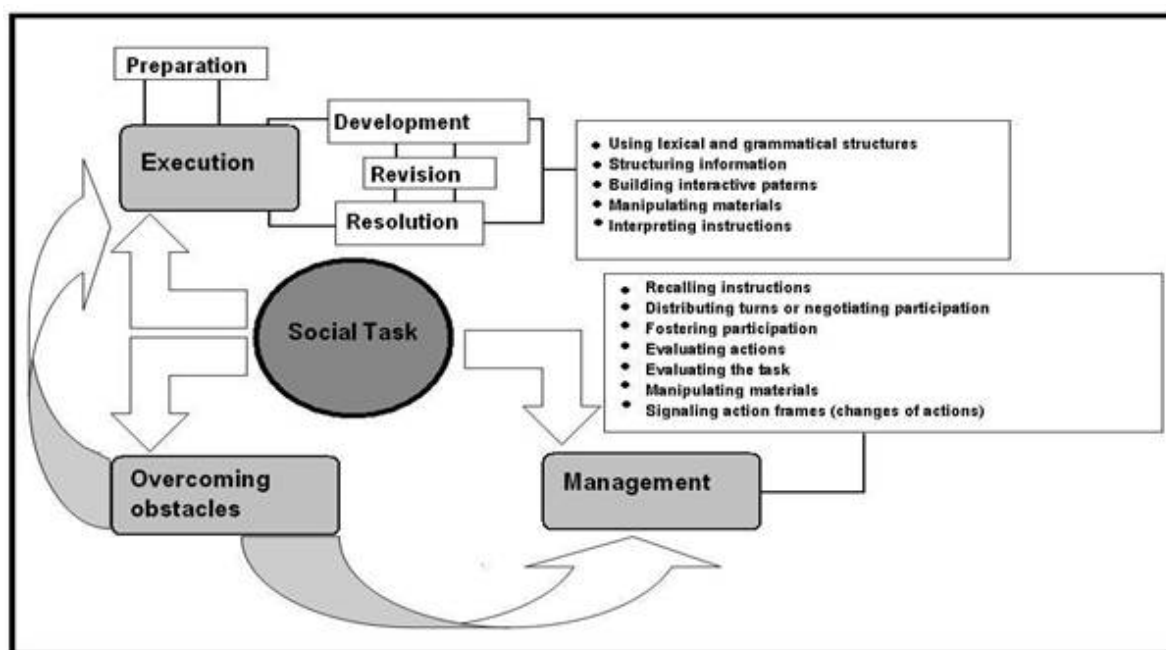 Preparation
Execution
Development
Revision
Resolution
Using lexical and grammatical structures
Structuring information
Building interactive paterns
Manipulating materials
Interpreting instructions
Social Task
Recalling instructions
Distributing turns or negotiating participation
Fostering participation
Evaluating actions
Evaluating the task
Manipulating materials
Signaling action frames (changes of actions)
Overcoming
obstacles
Management